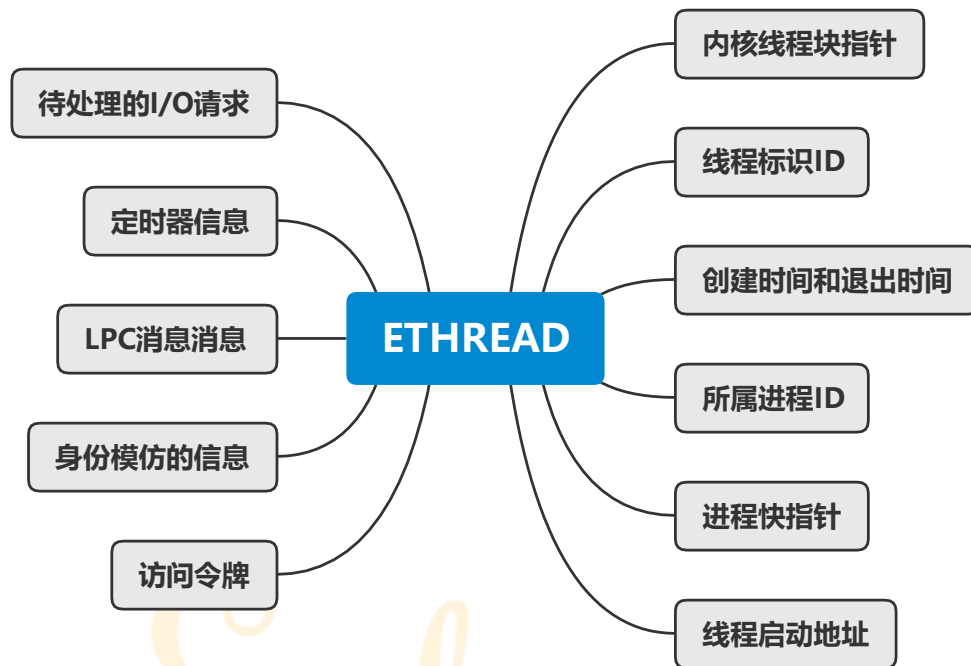 内核线程块指针
待处理的I/O请求
线程标识ID
定时器信息
创建时间和退出时间
ETHREAD
LPC消息消息
所属进程ID
身份模仿的信息
进程快指针
访问令牌
线程启动地址